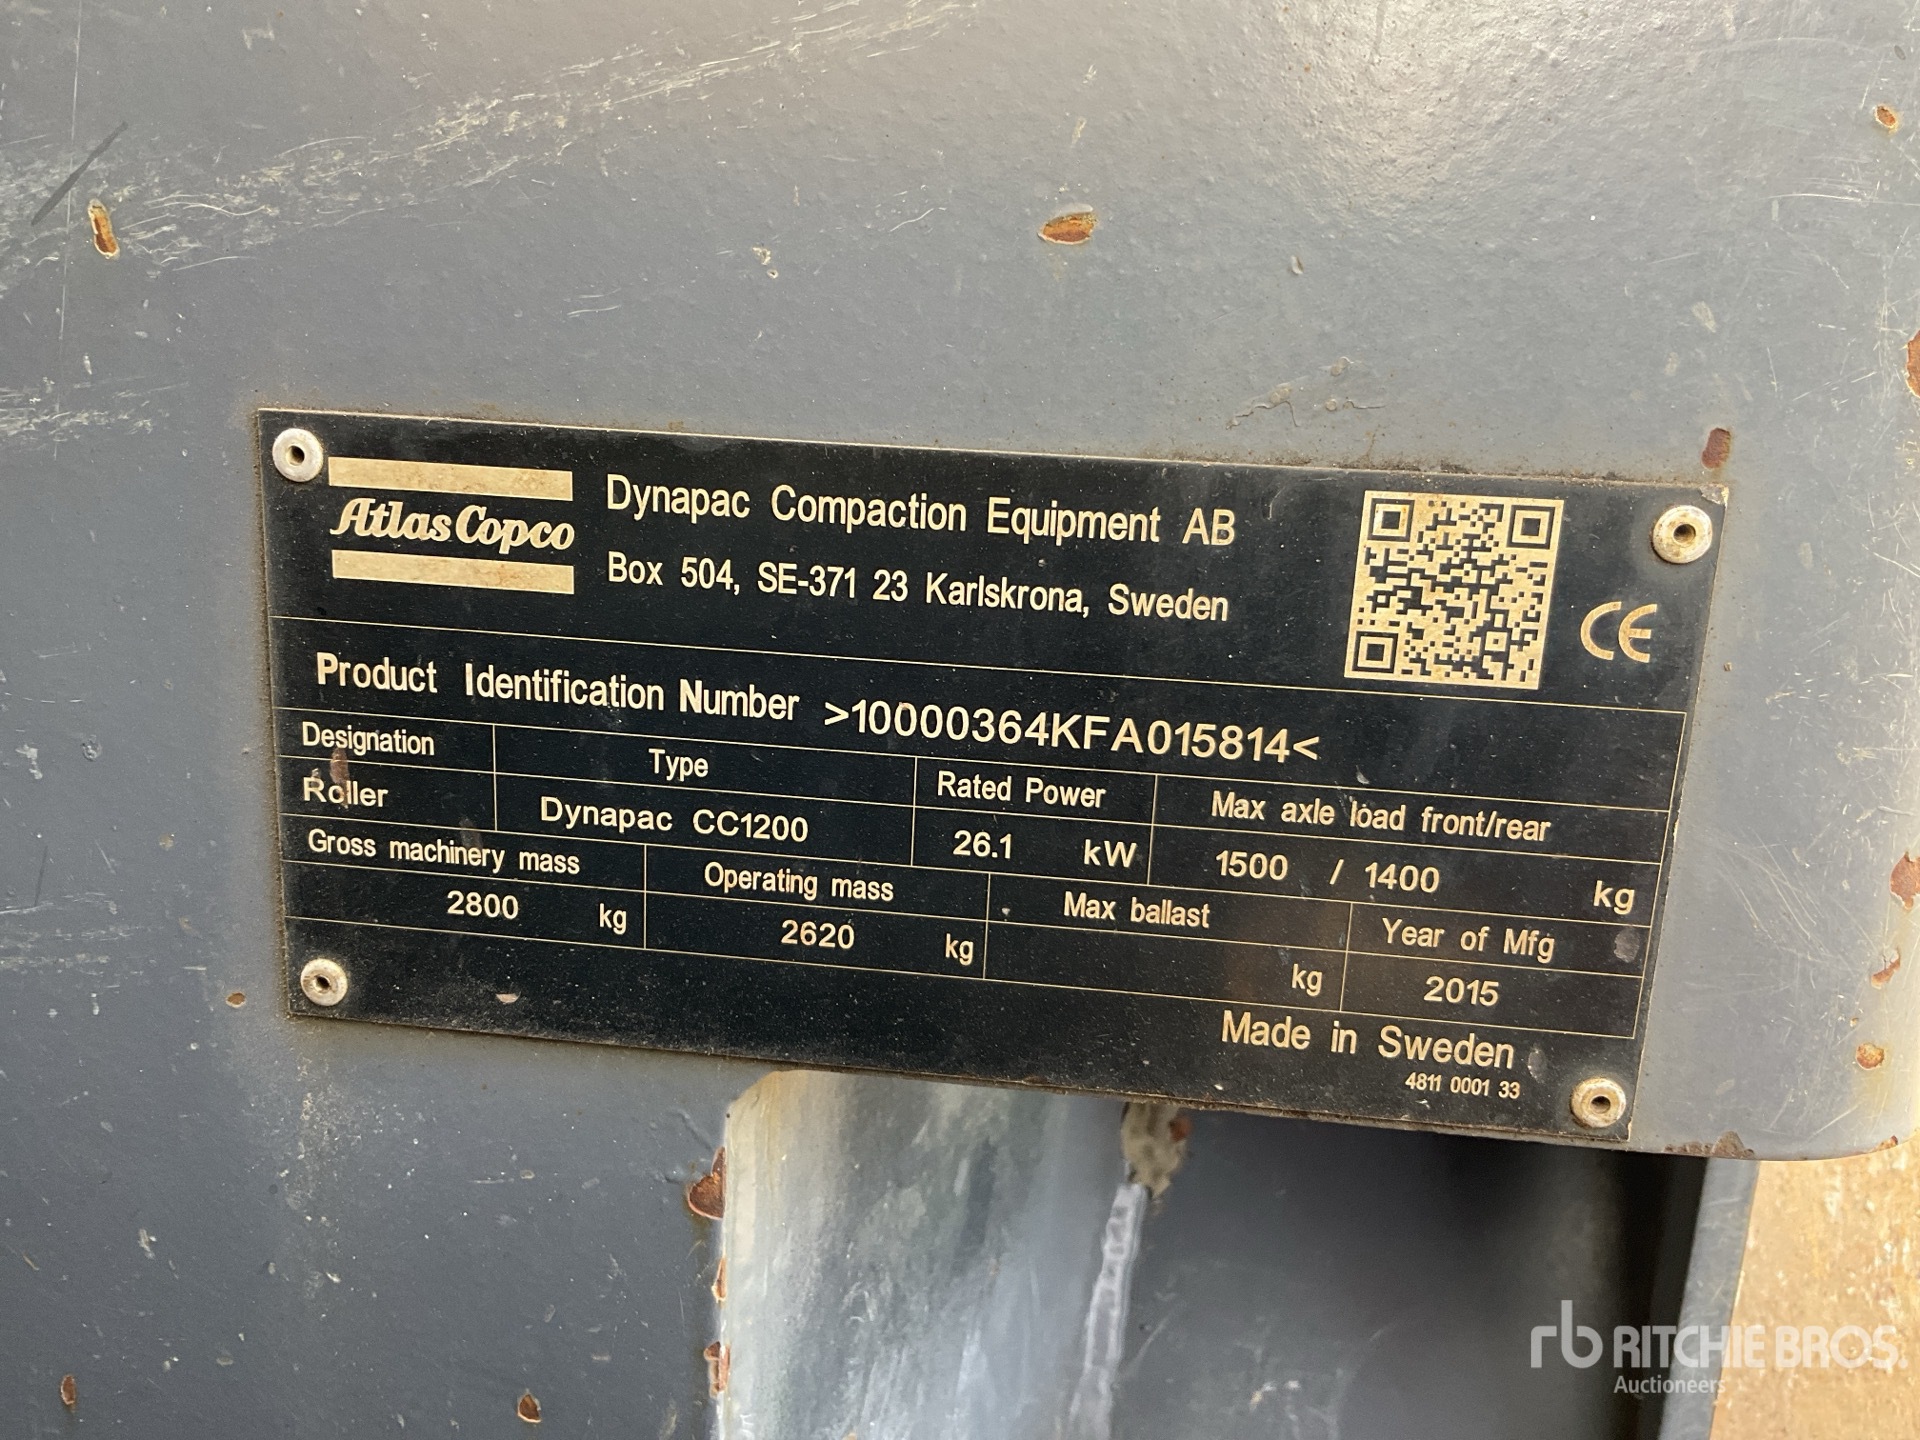 Atlas Copco
Dynapac Compaction Equipment AB
Box 504, SE-371 23 Karlskrona, Sweden
CE
Product Identification Number >10000364KFA015814<
Designation Type Rated Power Max axle load front/rear
Roller Dynapac CC1200 26.1 kW 1500 / 1400 kg
Gross machinery mass Operating mass Max ballast Year of Mfg
2800 kg 2620 kg kg 2015
Made in Sweden
4811 0001 33
rb RITCHIE BROS.
Auctioneers